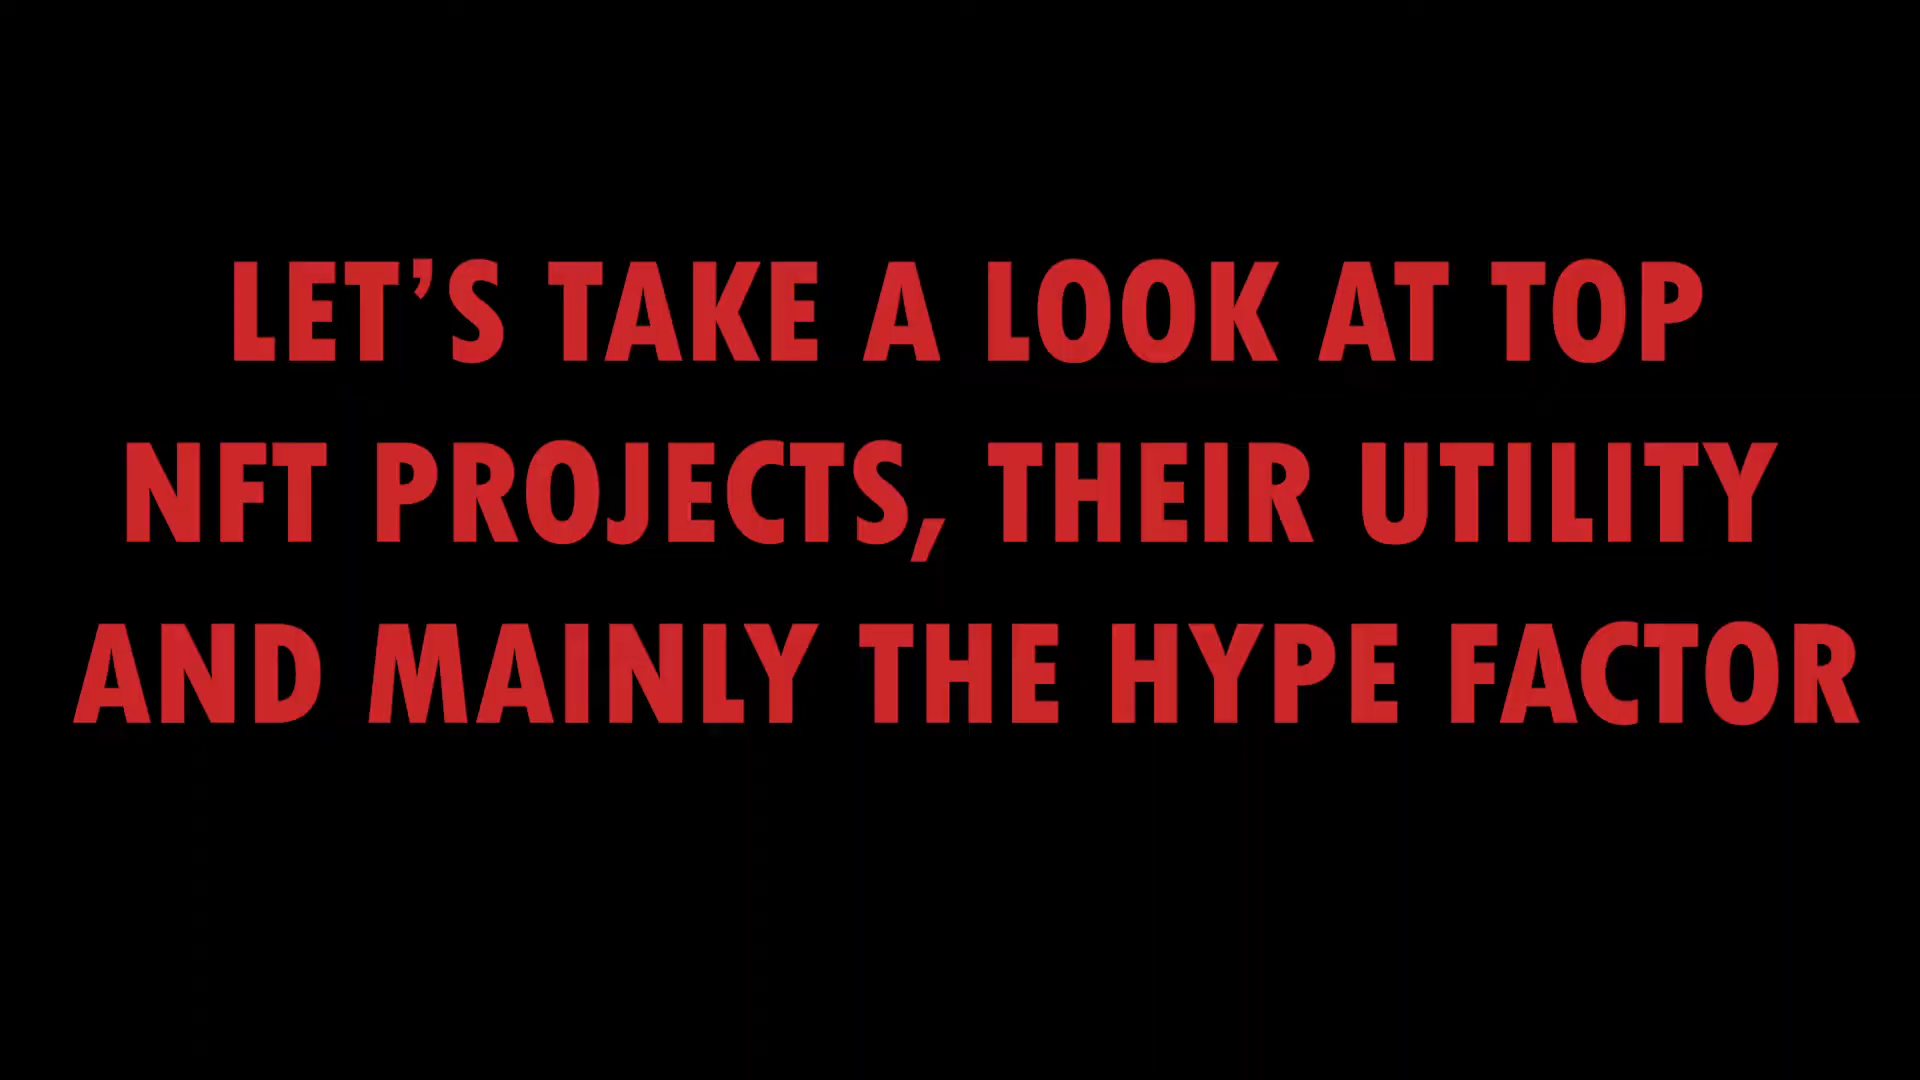 LET’S TAKE A LOOK AT TOP
NFT PROJECTS, THEIR UTILITY
AND MAINLY THE HYPE FACTOR